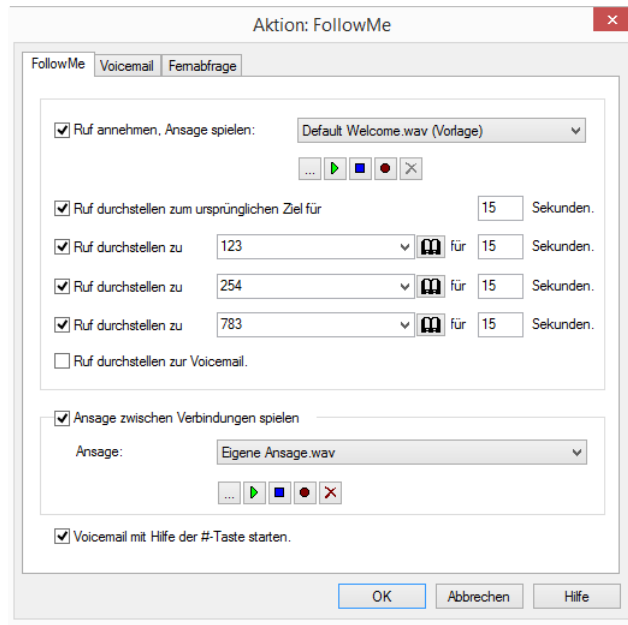 Aktion: FollowMe
FollowMe Voicemail Fernabfrage
Ruf annehmen, Ansage spielen: Default Welcome.wav (Vorlage)
...
Ruf durchstellen zum ursprünglichen Ziel für 15 Sekunden.
Ruf durchstellen zu 123 für 15 Sekunden.
Ruf durchstellen zu 254 für 15 Sekunden.
Ruf durchstellen zu 783 für 15 Sekunden.
Ruf durchstellen zur Voicemail.
Ansage zwischen Verbindungen spielen
Ansage: Eigene Ansage.wav
...
Voicemail mit Hilfe der #-Taste starten.
OK Abbrechen Hilfe